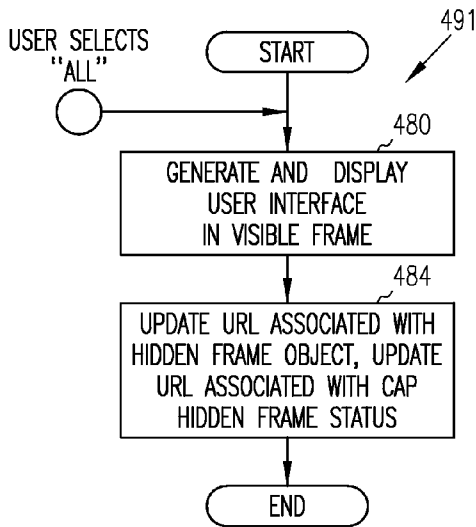 USER SELECTS
"ALL"
START
491
480
GENERATE AND DISPLAY
USER INTERFACE
IN VISIBLE FRAME
484
UPDATE URL ASSOCIATED WITH
HIDDEN FRAME OBJECT, UPDATE
URL ASSOCIATED WITH CAP
HIDDEN FRAME STATUS
END